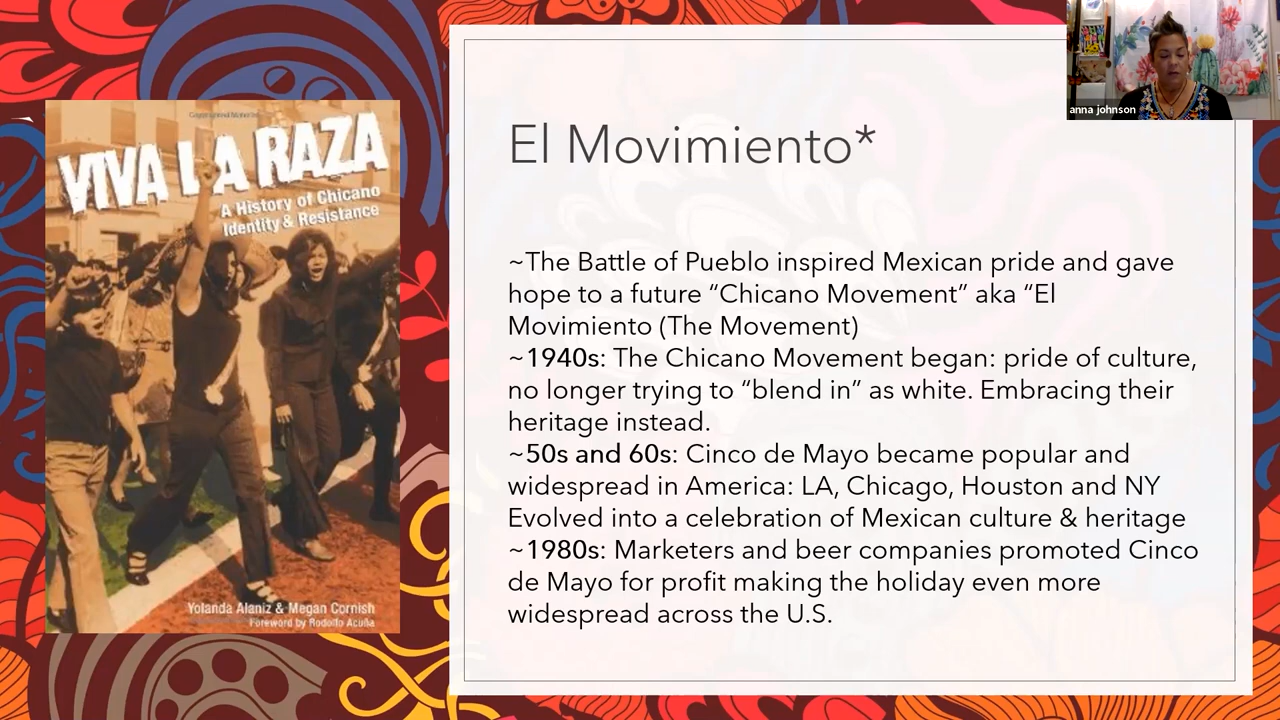 Copyrighted Material
VIVA LA RAZA
A History of Chicano
Identity & Resistance
Yolanda Alaniz & Megan Cornish
Foreword by Rodolfo Acuña
anna johnson
El Movimiento*
~The Battle of Pueblo inspired Mexican pride and gave
hope to a future “Chicano Movement” aka “El
Movimiento (The Movement)
~1940s: The Chicano Movement began: pride of culture,
no longer trying to “blend in” as white. Embracing their
heritage instead.
~50s and 60s: Cinco de Mayo became popular and
widespread in America: LA, Chicago, Houston and NY
Evolved into a celebration of Mexican culture & heritage
~1980s: Marketers and beer companies promoted Cinco
de Mayo for profit making the holiday even more
widespread across the U.S.